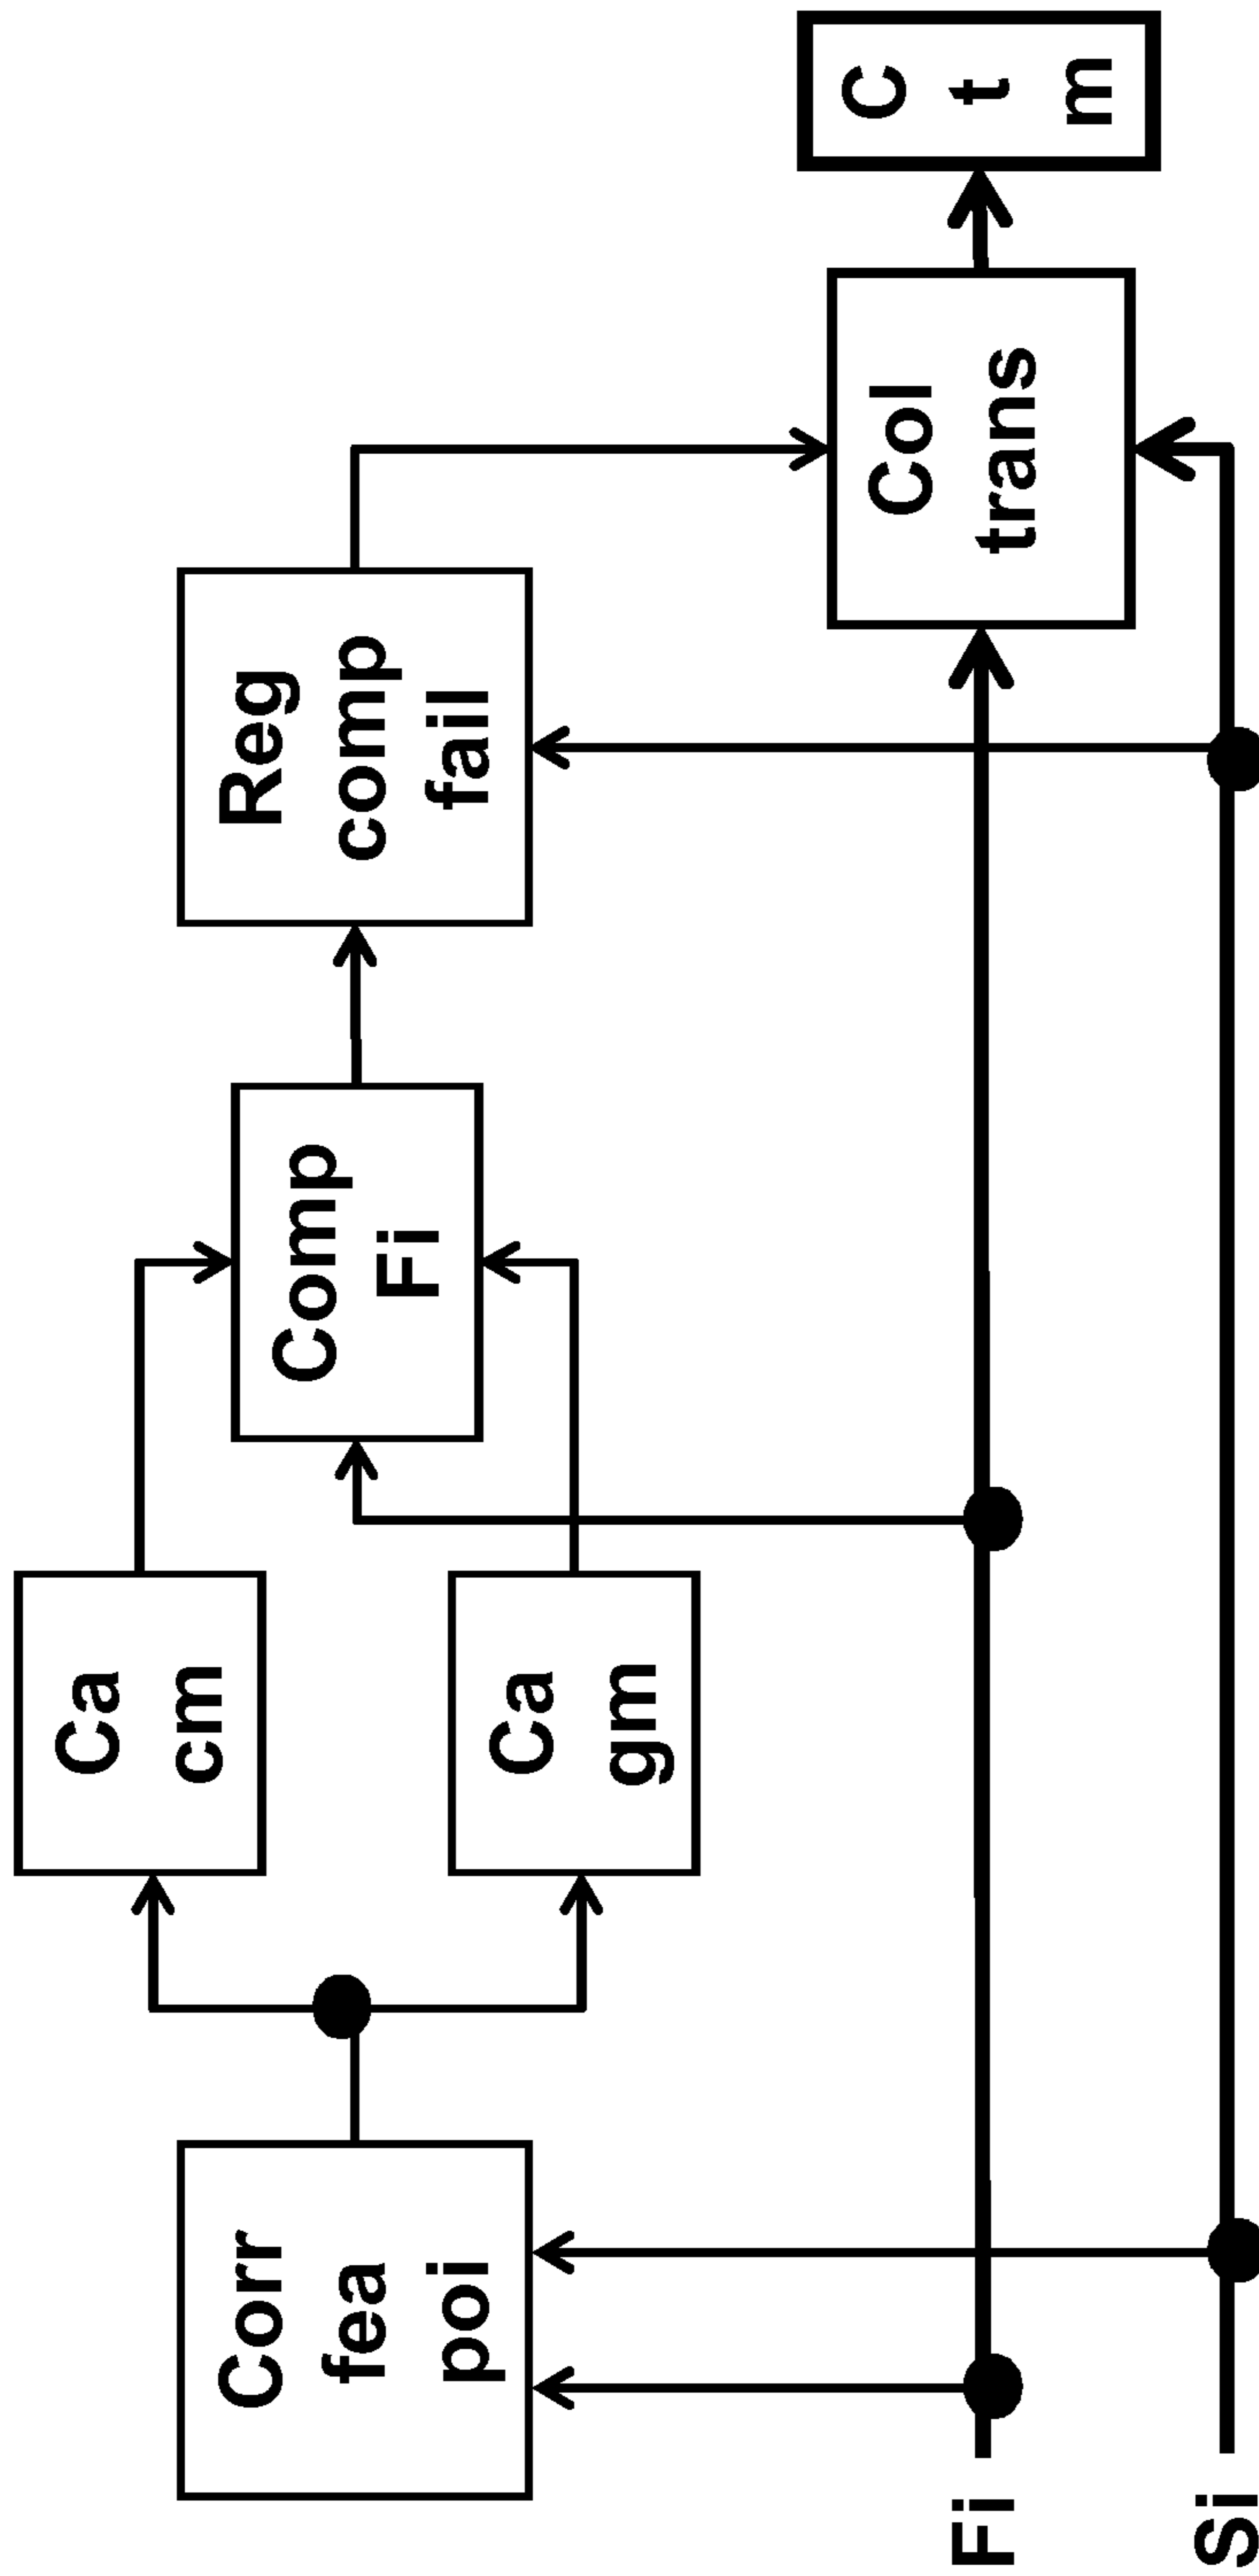 Corr
fea
poi
Ca
cm
Ca
gm
Comp
Fi
Reg
comp
fail
Col
trans
C
t
m
Fi
Si